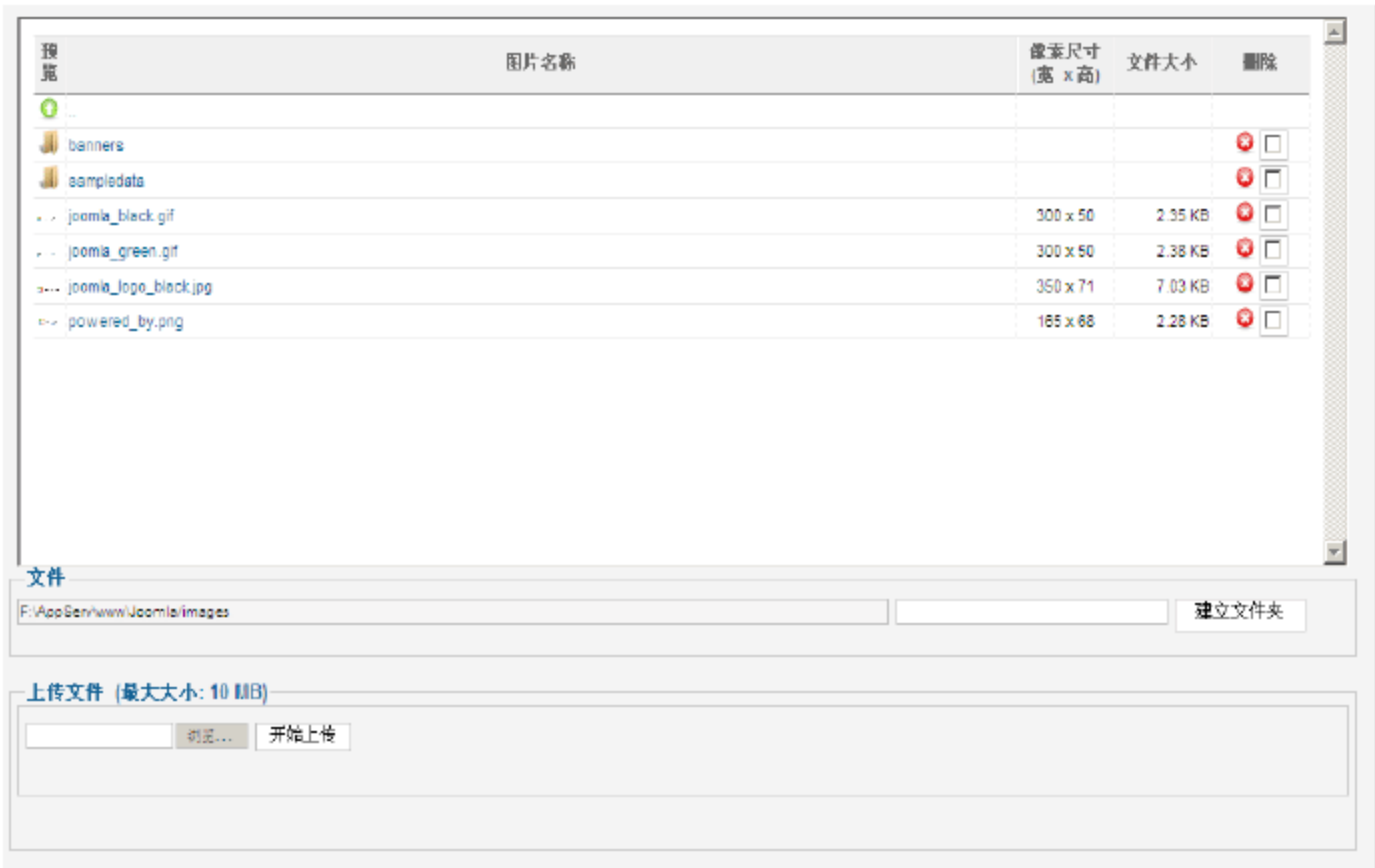 预
览
图片名称
像素尺寸
(宽 x 高)
文件大小
删除
..
banners
sampledata
joomla_black.gif 300 x 50 2.35 KB
joomla_green.gif 300 x 50 2.38 KB
joomla_logo_black.jpg 350 x 71 7.03 KB
powered_by.png 165 x 68 2.28 KB
文件
F:\AppServ\www\Joomla/images
建立文件夹
上传文件 (最大大小: 10 MB)
浏览... 开始上传